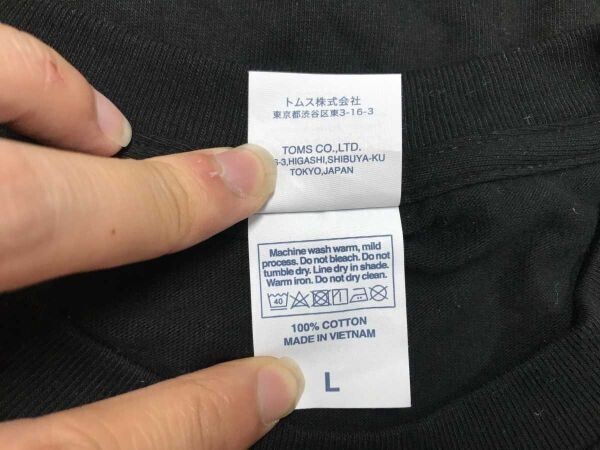 トムス株式会社
東京都渋谷区東3-16-3
TOMS CO.,LTD.
6-3,HIGASHI,SHIBUYA-KU
TOKYO,JAPAN
Machine wash warm, mild
process. Do not bleach. Do not
tumble dry. Line dry in shade.
Warm iron. Do not dry clean.
40
100% COTTON
MADE IN VIETNAM
L